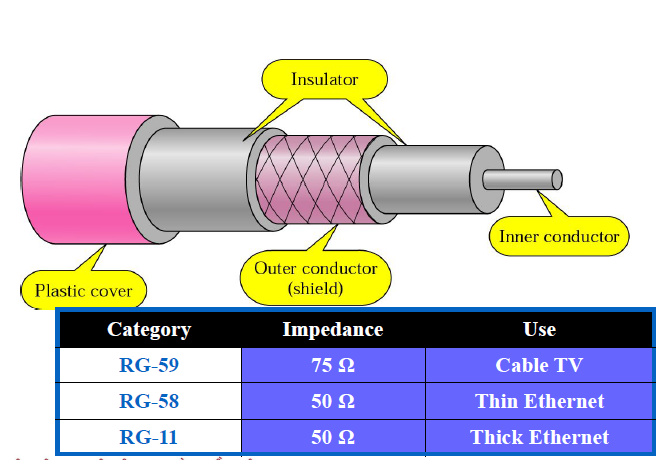 Insulator
Inner conductor
Outer conductor
(shield)
Plastic cover
Category Impedance Use
RG-59 75 Ω Cable TV
RG-58 50 Ω Thin Ethernet
RG-11 50 Ω Thick Ethernet